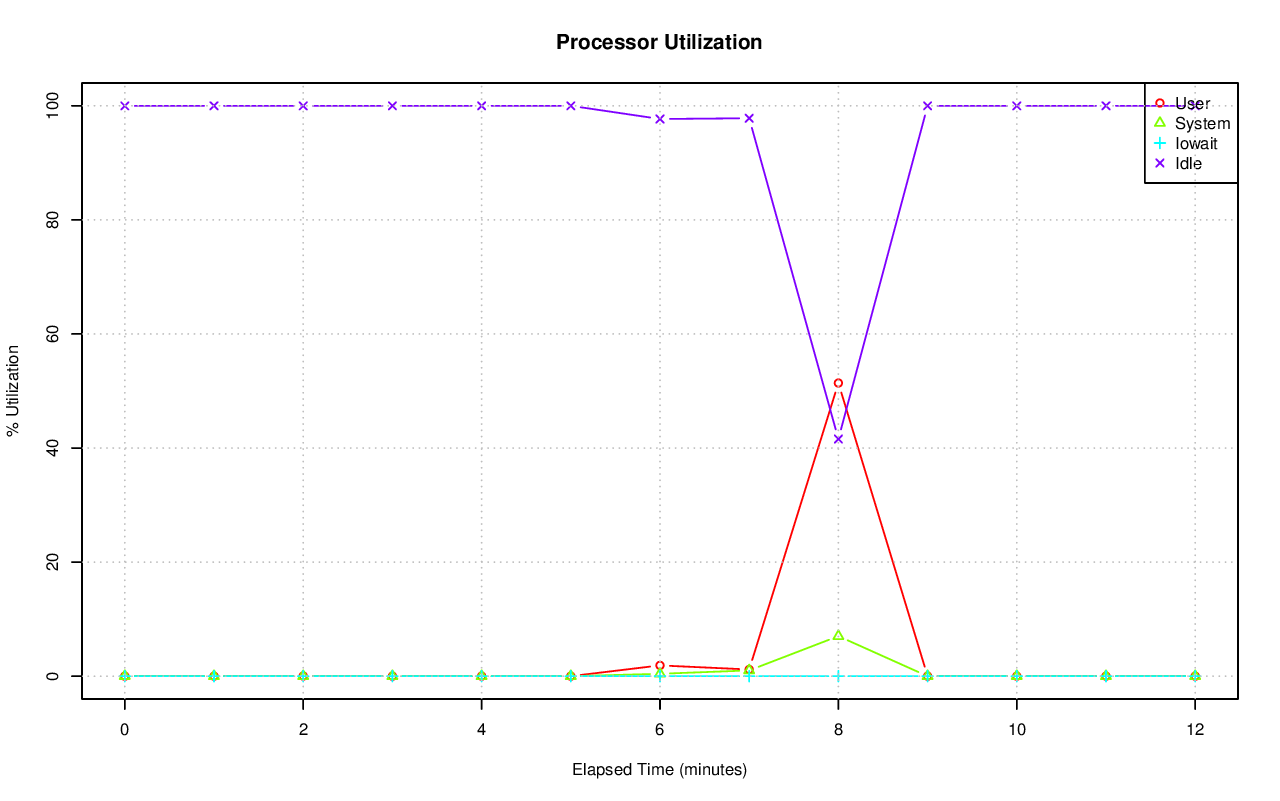 Processor Utilization
% Utilization
100
80
60
40
20
0
User
System
Iowait
Idle
0 2 4 6 8 10 12
Elapsed Time (minutes)